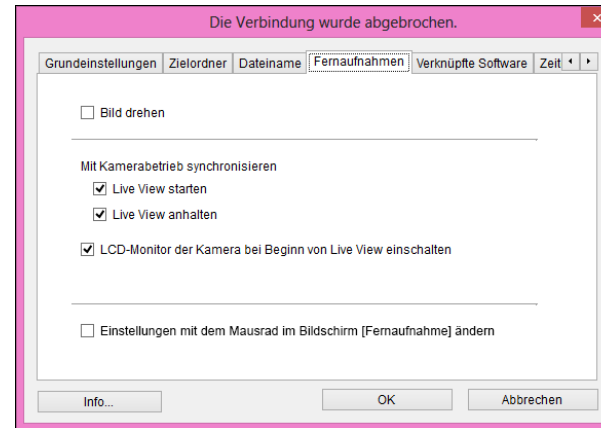 Die Verbindung wurde abgebrochen.
Grundeinstellungen Zielordner Dateiname Fernaufnahmen Verknüpfte Software Zeit
Bild drehen
Mit Kamerabetrieb synchronisieren
Live View starten
Live View anhalten
LCD-Monitor der Kamera bei Beginn von Live View einschalten
Einstellungen mit dem Mausrad im Bildschirm [Fernaufnahme] ändern
Info... OK Abbrechen